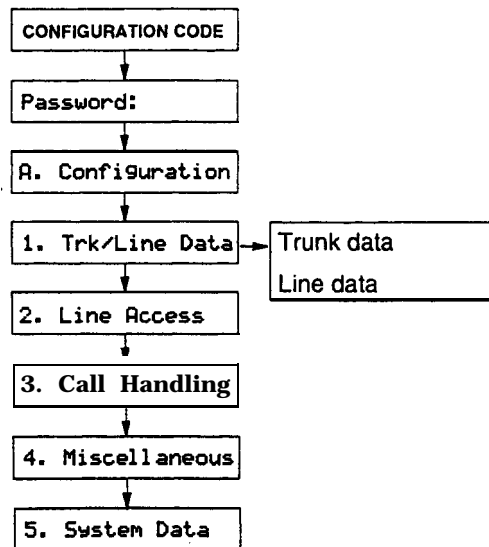 CONFIGURATION CODE
Password:
A. Configuration
1. Trk/Line Data
Trunk data
Line data
2. Line Access
3. Call Handling
4. Miscellaneous
5. System Data